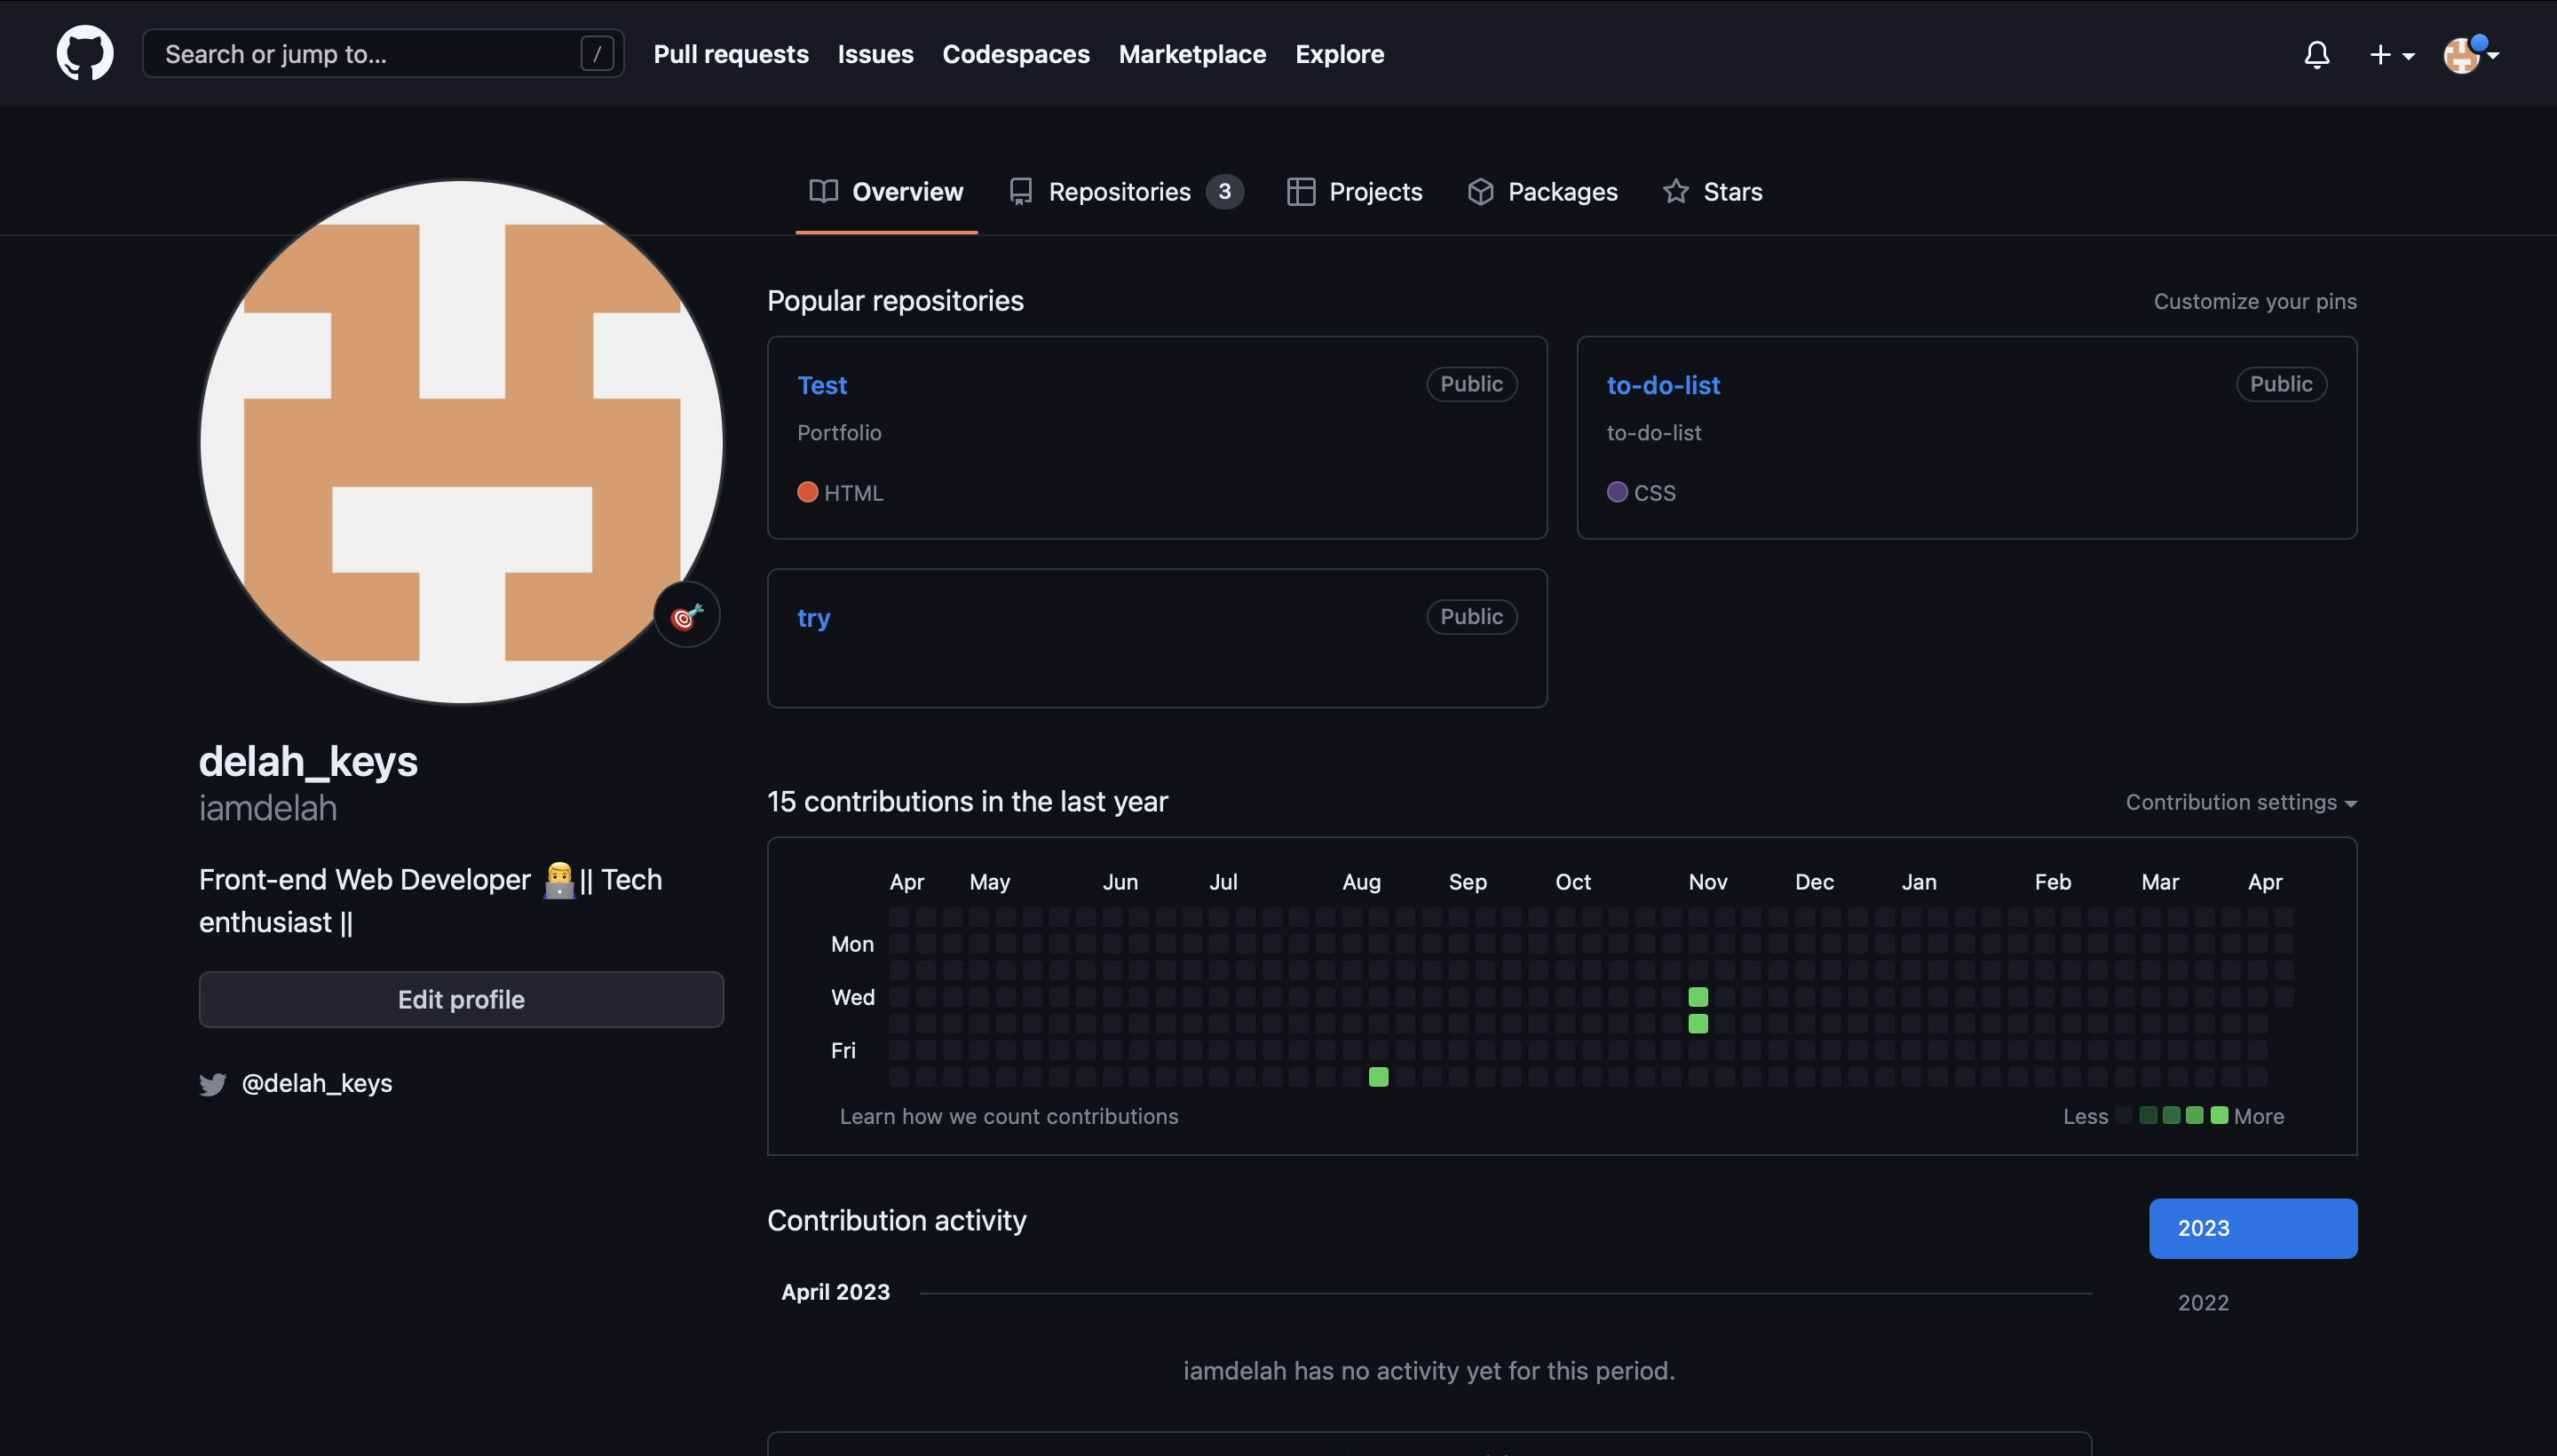 Search or jump to... /
Pull requests Issues Codespaces Marketplace Explore
Overview Repositories 3 Projects Packages Stars
delah_keys
iamdelah
Front-end Web Developer 👨‍💻|| Tech
enthusiast ||
Edit profile
@delah_keys
Popular repositories
Customize your pins
Test Public
Portfolio
HTML
to-do-list Public
to-do-list
CSS
try Public
15 contributions in the last year
Contribution settings
Apr May Jun Jul Aug Sep Oct Nov Dec Jan Feb Mar Apr
Mon
Wed
Fri
Learn how we count contributions
Less More
Contribution activity
2023
2022
April 2023
iamdelah has no activity yet for this period.